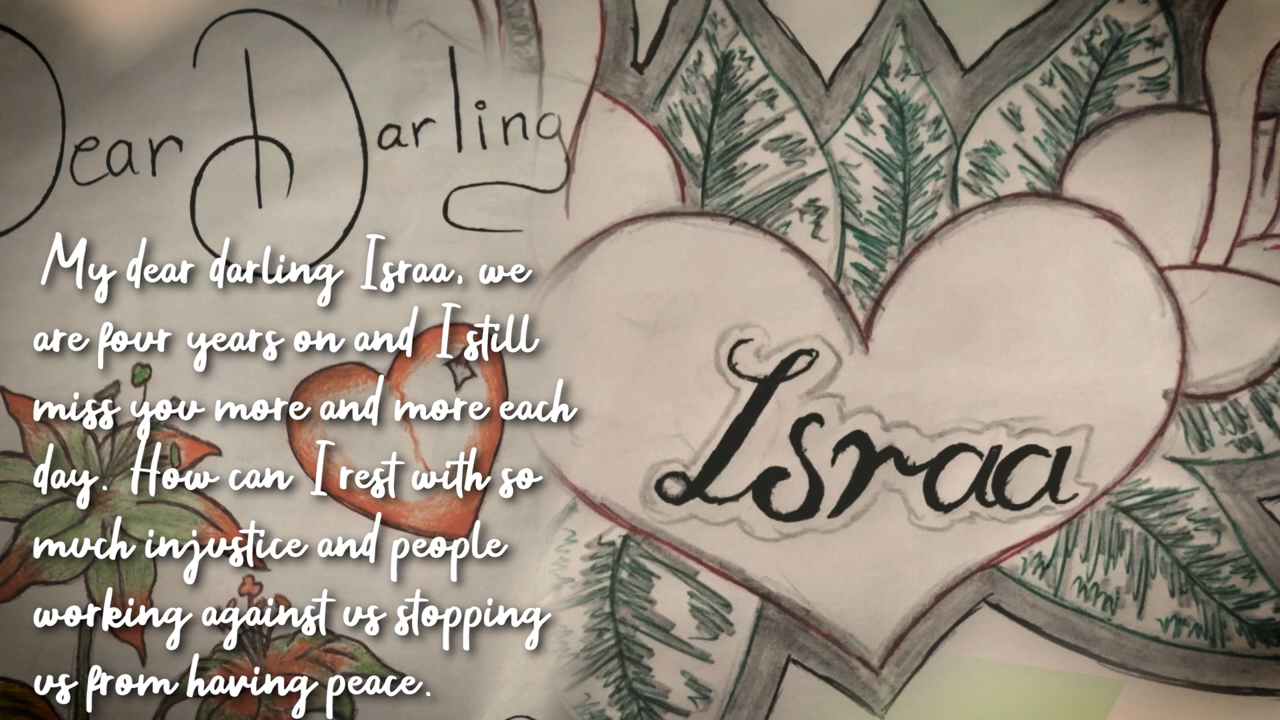 Dear Darling
My dear darling Israa, we
are four years on and I still
miss you more and more each
day. How can I rest with so
much injustice and people
working against us stopping
us from having peace.
Israa